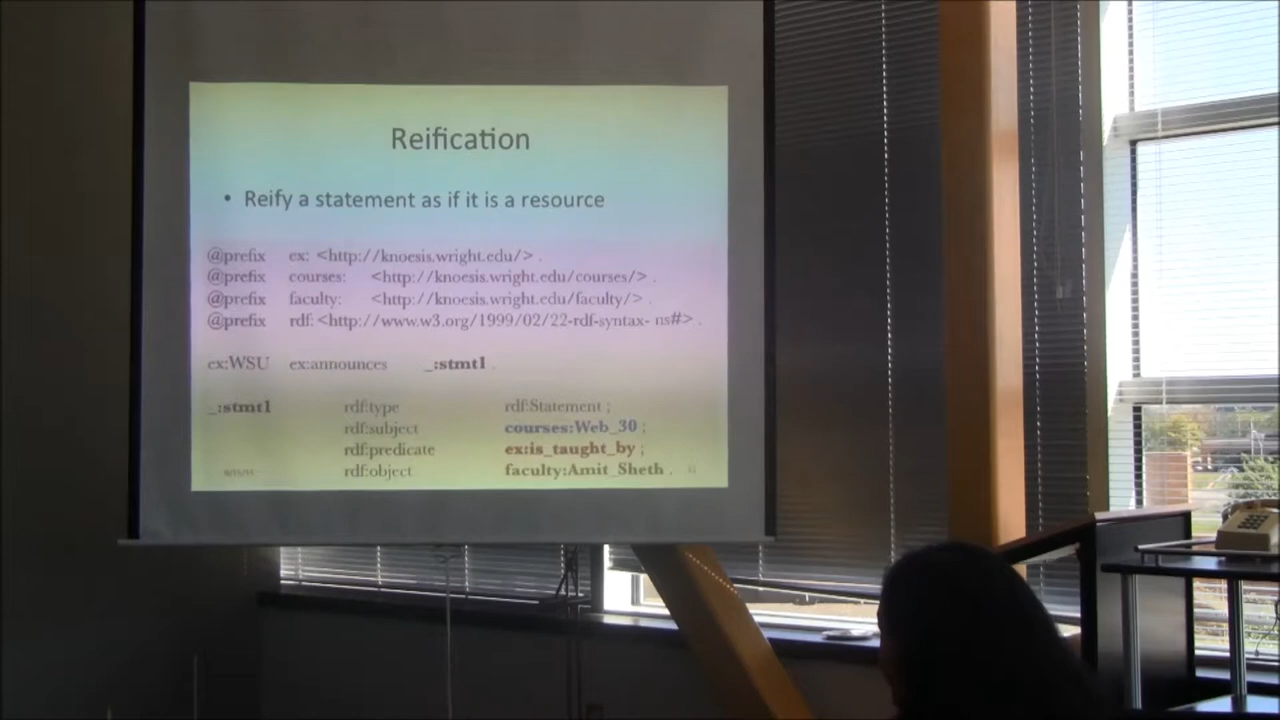 Reification
• Reify a statement as if it is a resource
@prefix ex: <http://knoesis.wright.edu/> .
@prefix courses: <http://knoesis.wright.edu/courses/> .
@prefix faculty: <http://knoesis.wright.edu/faculty/> .
@prefix rdf: <http://www.w3.org/1999/02/22-rdf-syntax- ns#> .
ex:WSU ex:announces _:stmt1 .
_:stmt1 rdf:type rdf:Statement ;
rdf:subject courses:Web_30 ;
rdf:predicate ex:is_taught_by ;
rdf:object faculty:Amit_Sheth .